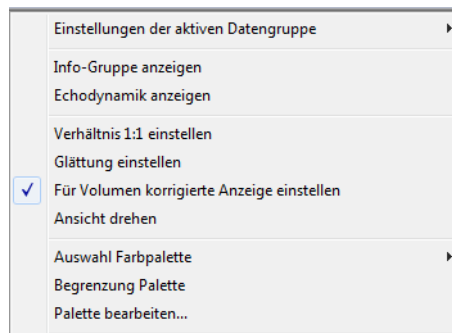 Einstellungen der aktiven Datengruppe
Info-Gruppe anzeigen
Echodynamik anzeigen
Verhältnis 1:1 einstellen
Glättung einstellen
Für Volumen korrigierte Anzeige einstellen
Ansicht drehen
Auswahl Farbpalette
Begrenzung Palette
Palette bearbeiten...